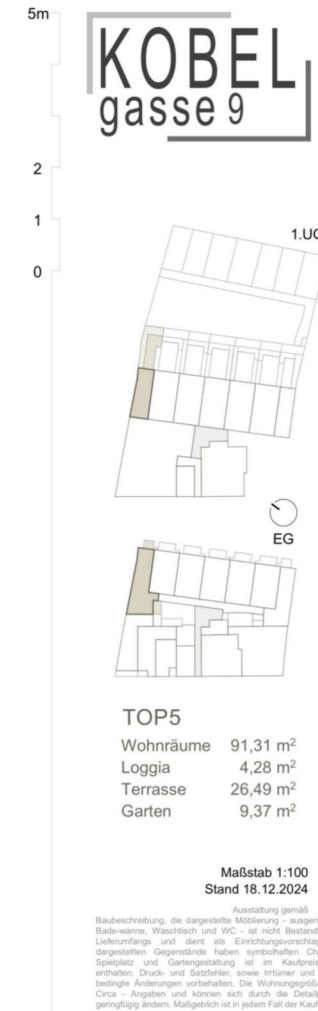 5m
KOBEL
gasse 9
2
1
0
1.UG
EG
TOP5
Wohnräume 91,31 m²
Loggia 4,28 m²
Terrasse 26,49 m²
Garten 9,37 m²
Maßstab 1:100
Stand 18.12.2024
Ausstattung gemäß
Baubeschreibung, die dargestellte Möblierung - ausgen
Bade-wanne, Waschtisch und WC - ist nicht Bestandt
Lieferumfangs und dient als Einrichtungsvorschlag
dargestellten Gegenstände haben symbolhaften Ch
Spielplatz und Gartengestaltung ist im Kaufpreis
enthalten. Druck- und Satzfehler, sowie Irrtümer und
bedingte Änderungen vorbehalten. Die Wohnungsgröße
Circa - Angaben und können sich durch die Detailp
geringfügig ändern. Maßgeblich ist in jedem Fall der Kauf